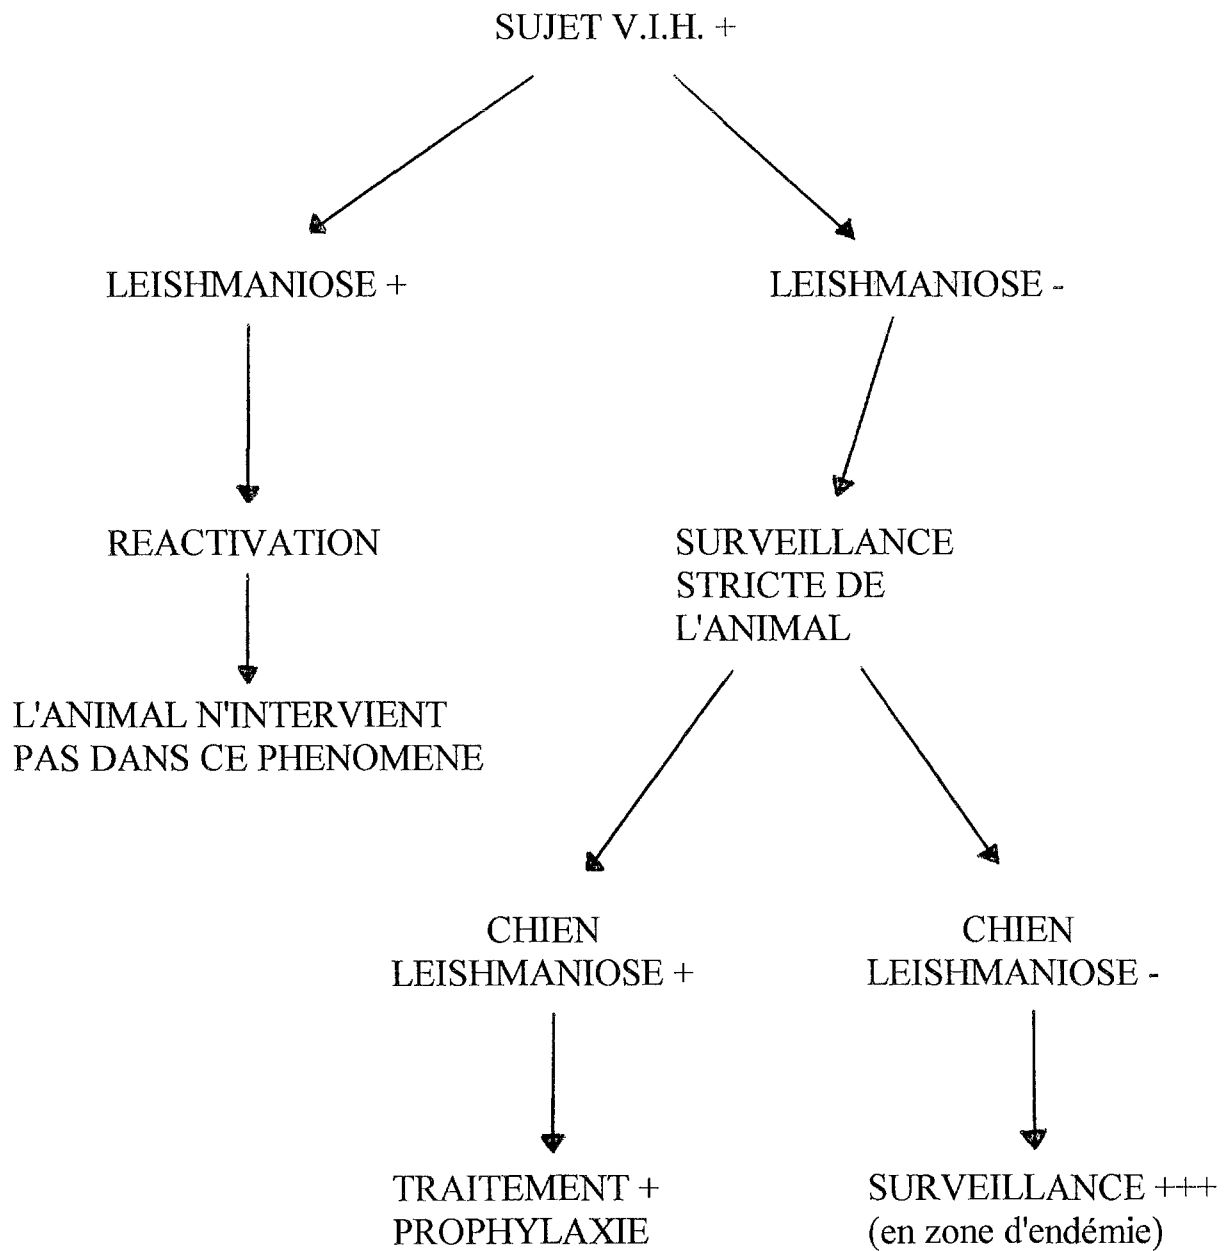 SUJET V.I.H. +
LEISHMANIOSE +
LEISHMANIOSE -
REACTIVATION
SURVEILLANCE
STRICTE DE
L'ANIMAL
L'ANIMAL N'INTERVIENT
PAS DANS CE PHENOMENE
CHIEN
LEISHMANIOSE +
CHIEN
LEISHMANIOSE -
TRAITEMENT +
PROPHYLAXIE
SURVEILLANCE +++
(en zone d'endémie)